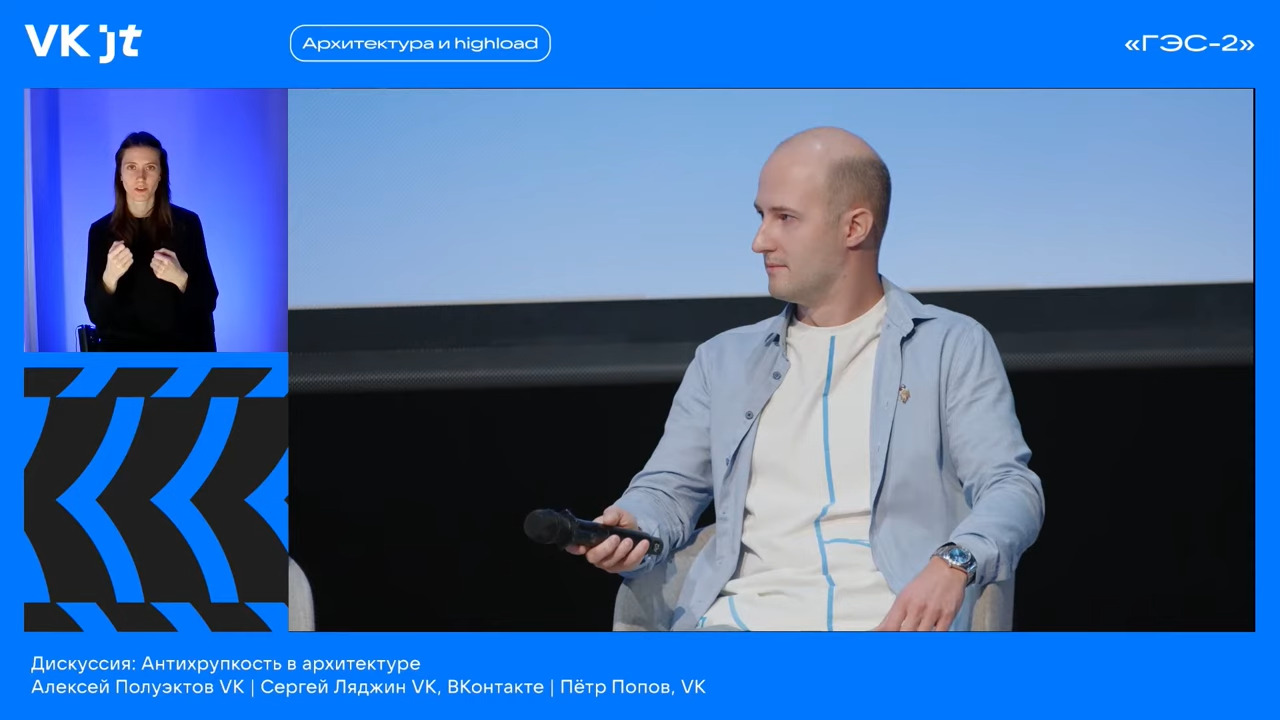 VK jt
Архитектура и highload
«ГЭС-2»
Дискуссия: Антихрупкость в архитектуре
Алексей Полуэктов VK | Сергей Ляджин VK, ВКонтакте | Пётр Попов, VK